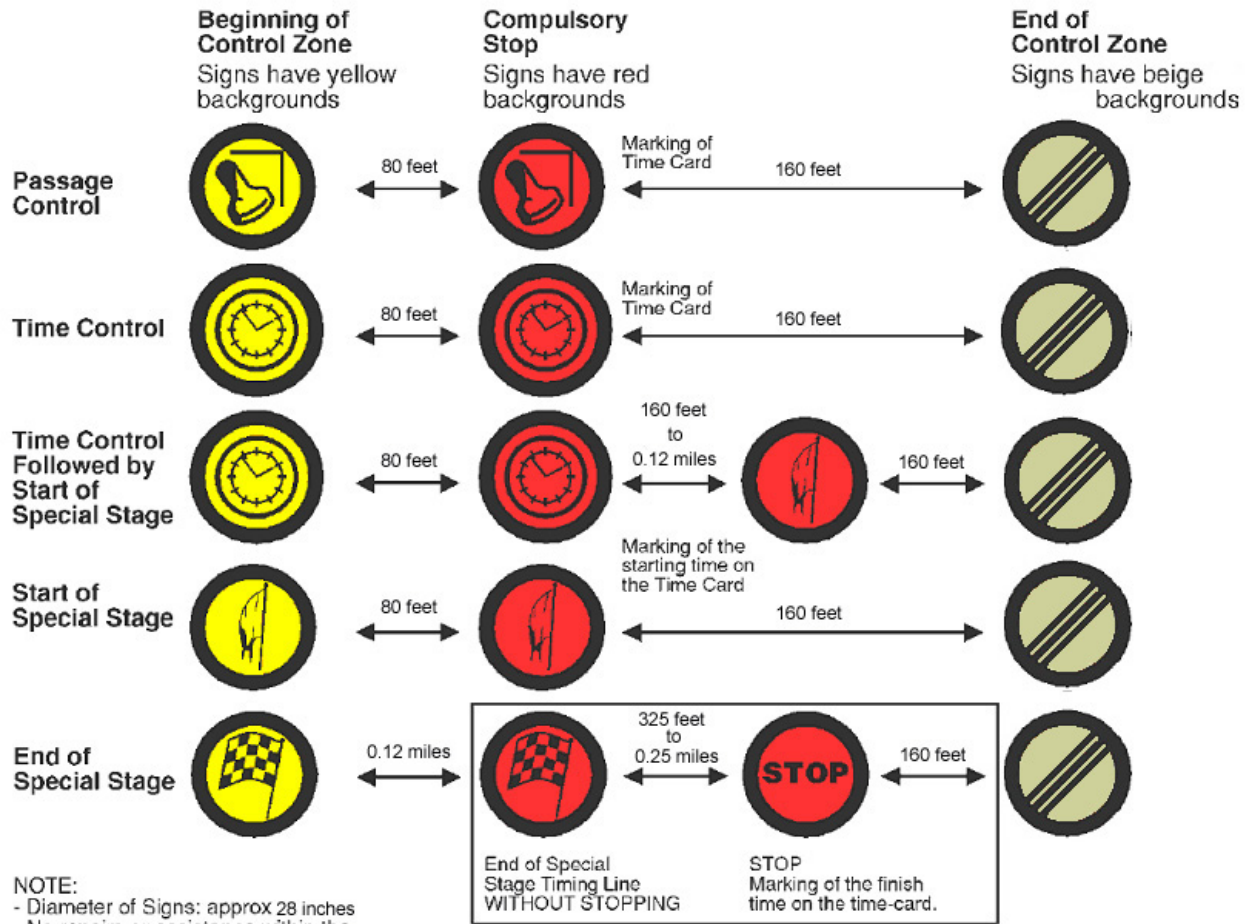 Beginning of
Control Zone
Signs have yellow
backgrounds
Compulsory
Stop
Signs have red
backgrounds
End of
Control Zone
Signs have beige
backgrounds
Passage
Control
80 feet
Marking of
Time Card
160 feet
Time Control
80 feet
Marking of
Time Card
160 feet
Time Control
Followed by
Start of
Special Stage
80 feet
160 feet
to
0.12 miles
160 feet
Start of
Special Stage
80 feet
Marking of the
starting time on
the Time Card
160 feet
End of
Special Stage
0.12 miles
325 feet
to
0.25 miles
STOP
160 feet
End of Special
Stage Timing Line
WITHOUT STOPPING
STOP
Marking of the finish
time on the time-card.
NOTE:
- Diameter of Signs: approx 28 inches